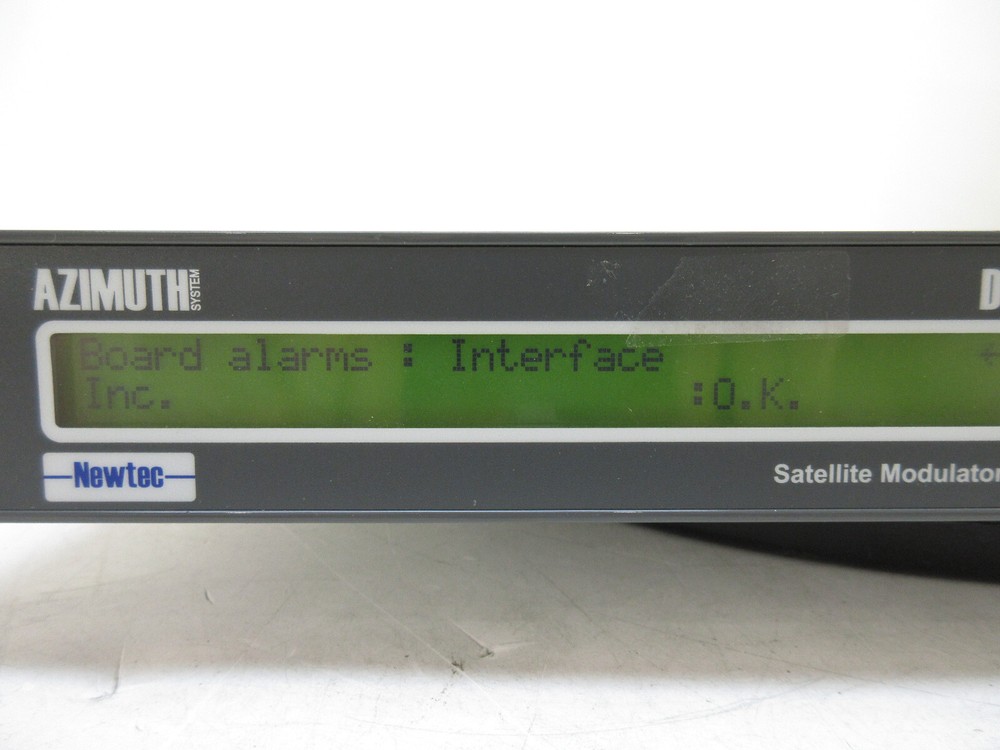 AZIMUTH SYSTEM
D
Board alarms : Interface ←
Inc. :O.K.
Newtec
Satellite Modulator